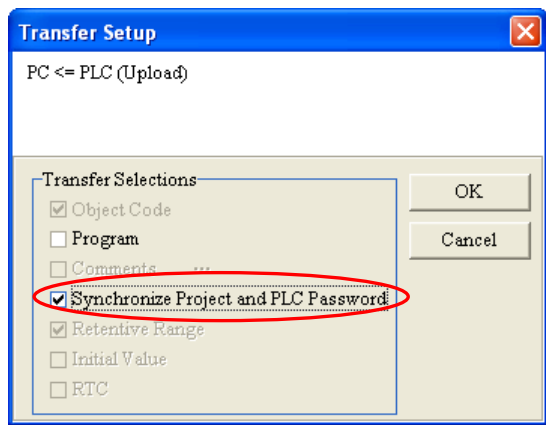 Transfer Setup
PC <= PLC (Upload)
Transfer Selections
Object Code
Program
Comments ...
Synchronize Project and PLC Password
Retentive Range
Initial Value
RTC
OK
Cancel